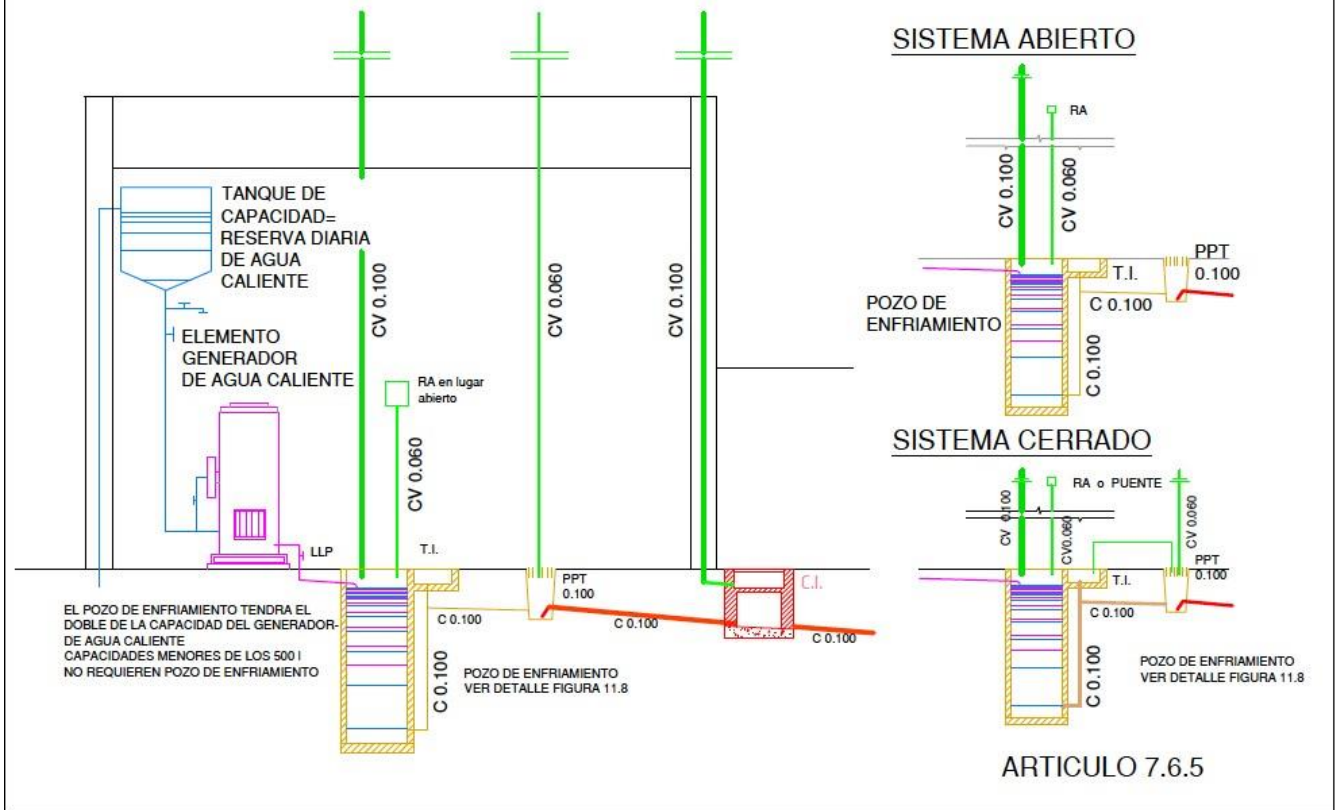 TANQUE DE
CAPACIDAD=
RESERVA DIARIA
DE AGUA
CALIENTE
ELEMENTO
GENERADOR
DE AGUA CALIENTE
CV 0.100
CV 0.060
CV 0.100
RA en lugar
abierto
CV 0.060
LLP
T.I.
PPT
0.100
C 0.100
C 0.100
C 0.100
C 0.100
C.I.
EL POZO DE ENFRIAMIENTO TENDRA EL
DOBLE DE LA CAPACIDAD DEL GENERADOR-
DE AGUA CALIENTE
CAPACIDADES MENORES DE LOS 500 l
NO REQUIEREN POZO DE ENFRIAMIENTO
POZO DE ENFRIAMIENTO
VER DETALLE FIGURA 11.8
SISTEMA ABIERTO
RA
CV 0.100
CV 0.060
PPT
0.100
T.I.
C 0.100
POZO DE
ENFRIAMIENTO
C 0.100
SISTEMA CERRADO
RA o PUENTE
CV 0.100
CV0.060
CV 0.060
PPT
0.100
T.I.
C 0.100
C 0.100
POZO DE ENFRIAMIENTO
VER DETALLE FIGURA 11.8
ARTICULO 7.6.5